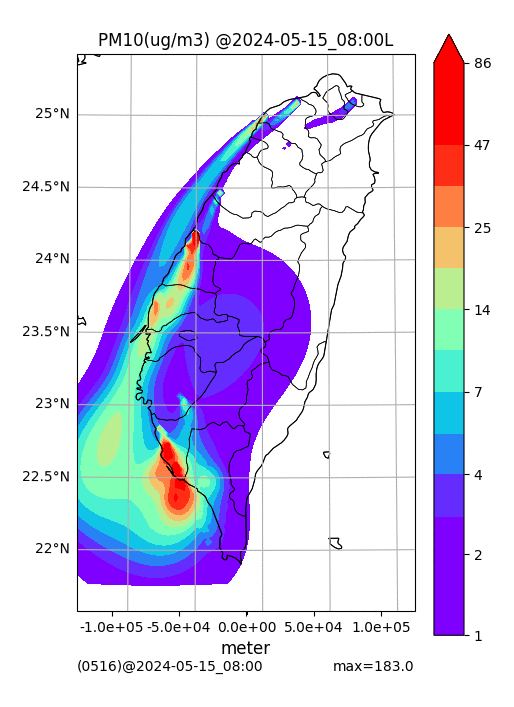 PM10(ug/m3) @2024-05-15_08:00L
86
25°N
47
24.5°N
25
24°N
14
23.5°N
7
23°N
4
22.5°N
2
22°N
1
-1.0e+05 -5.0e+04 0.0e+00 5.0e+04 1.0e+05
meter
(0516)@2024-05-15_08:00 max=183.0